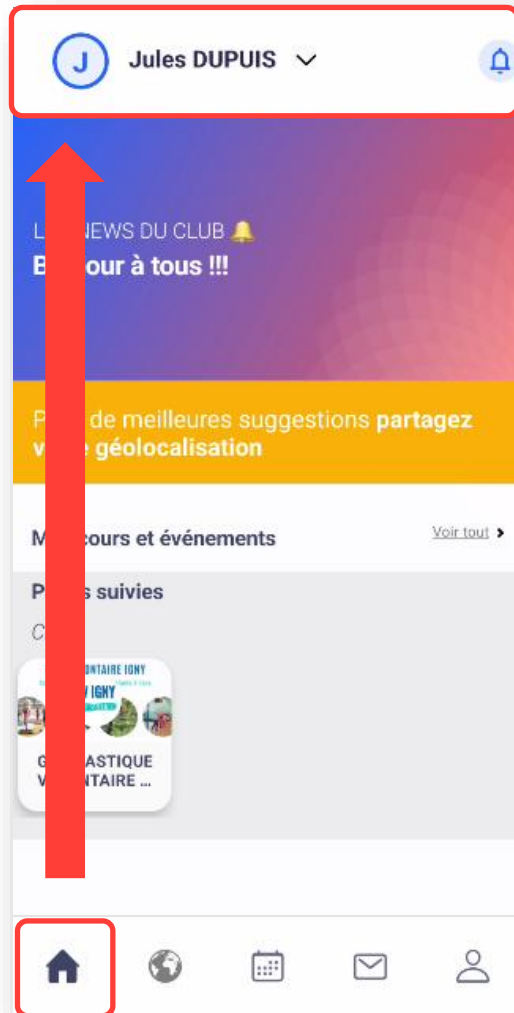 J
Jules DUPUIS
NEWS DU CLUB
our à tous !!!
de meilleures suggestions partagez
géolocalisation
cours et événements
Voir tout
suivies
ONTAIRE IGNY
IGNY
ASTIQUE
NTAIRE ...